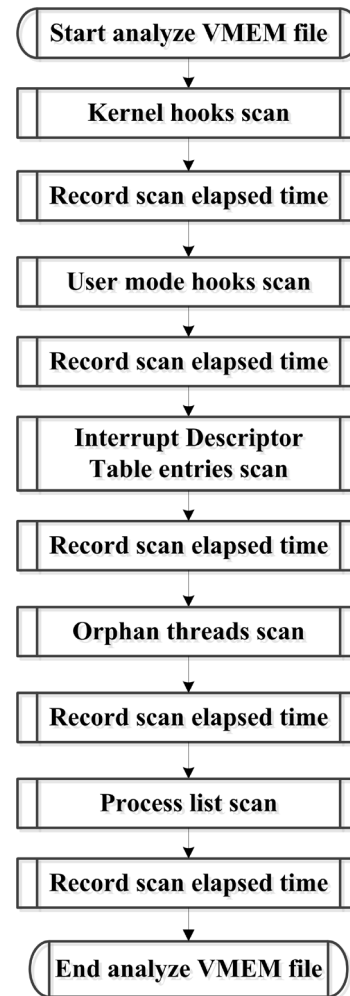 Start analyze VMEM file
Kernel hooks scan
Record scan elapsed time
User mode hooks scan
Record scan elapsed time
Interrupt Descriptor
Table entries scan
Record scan elapsed time
Orphan threads scan
Record scan elapsed time
Process list scan
Record scan elapsed time
End analyze VMEM file